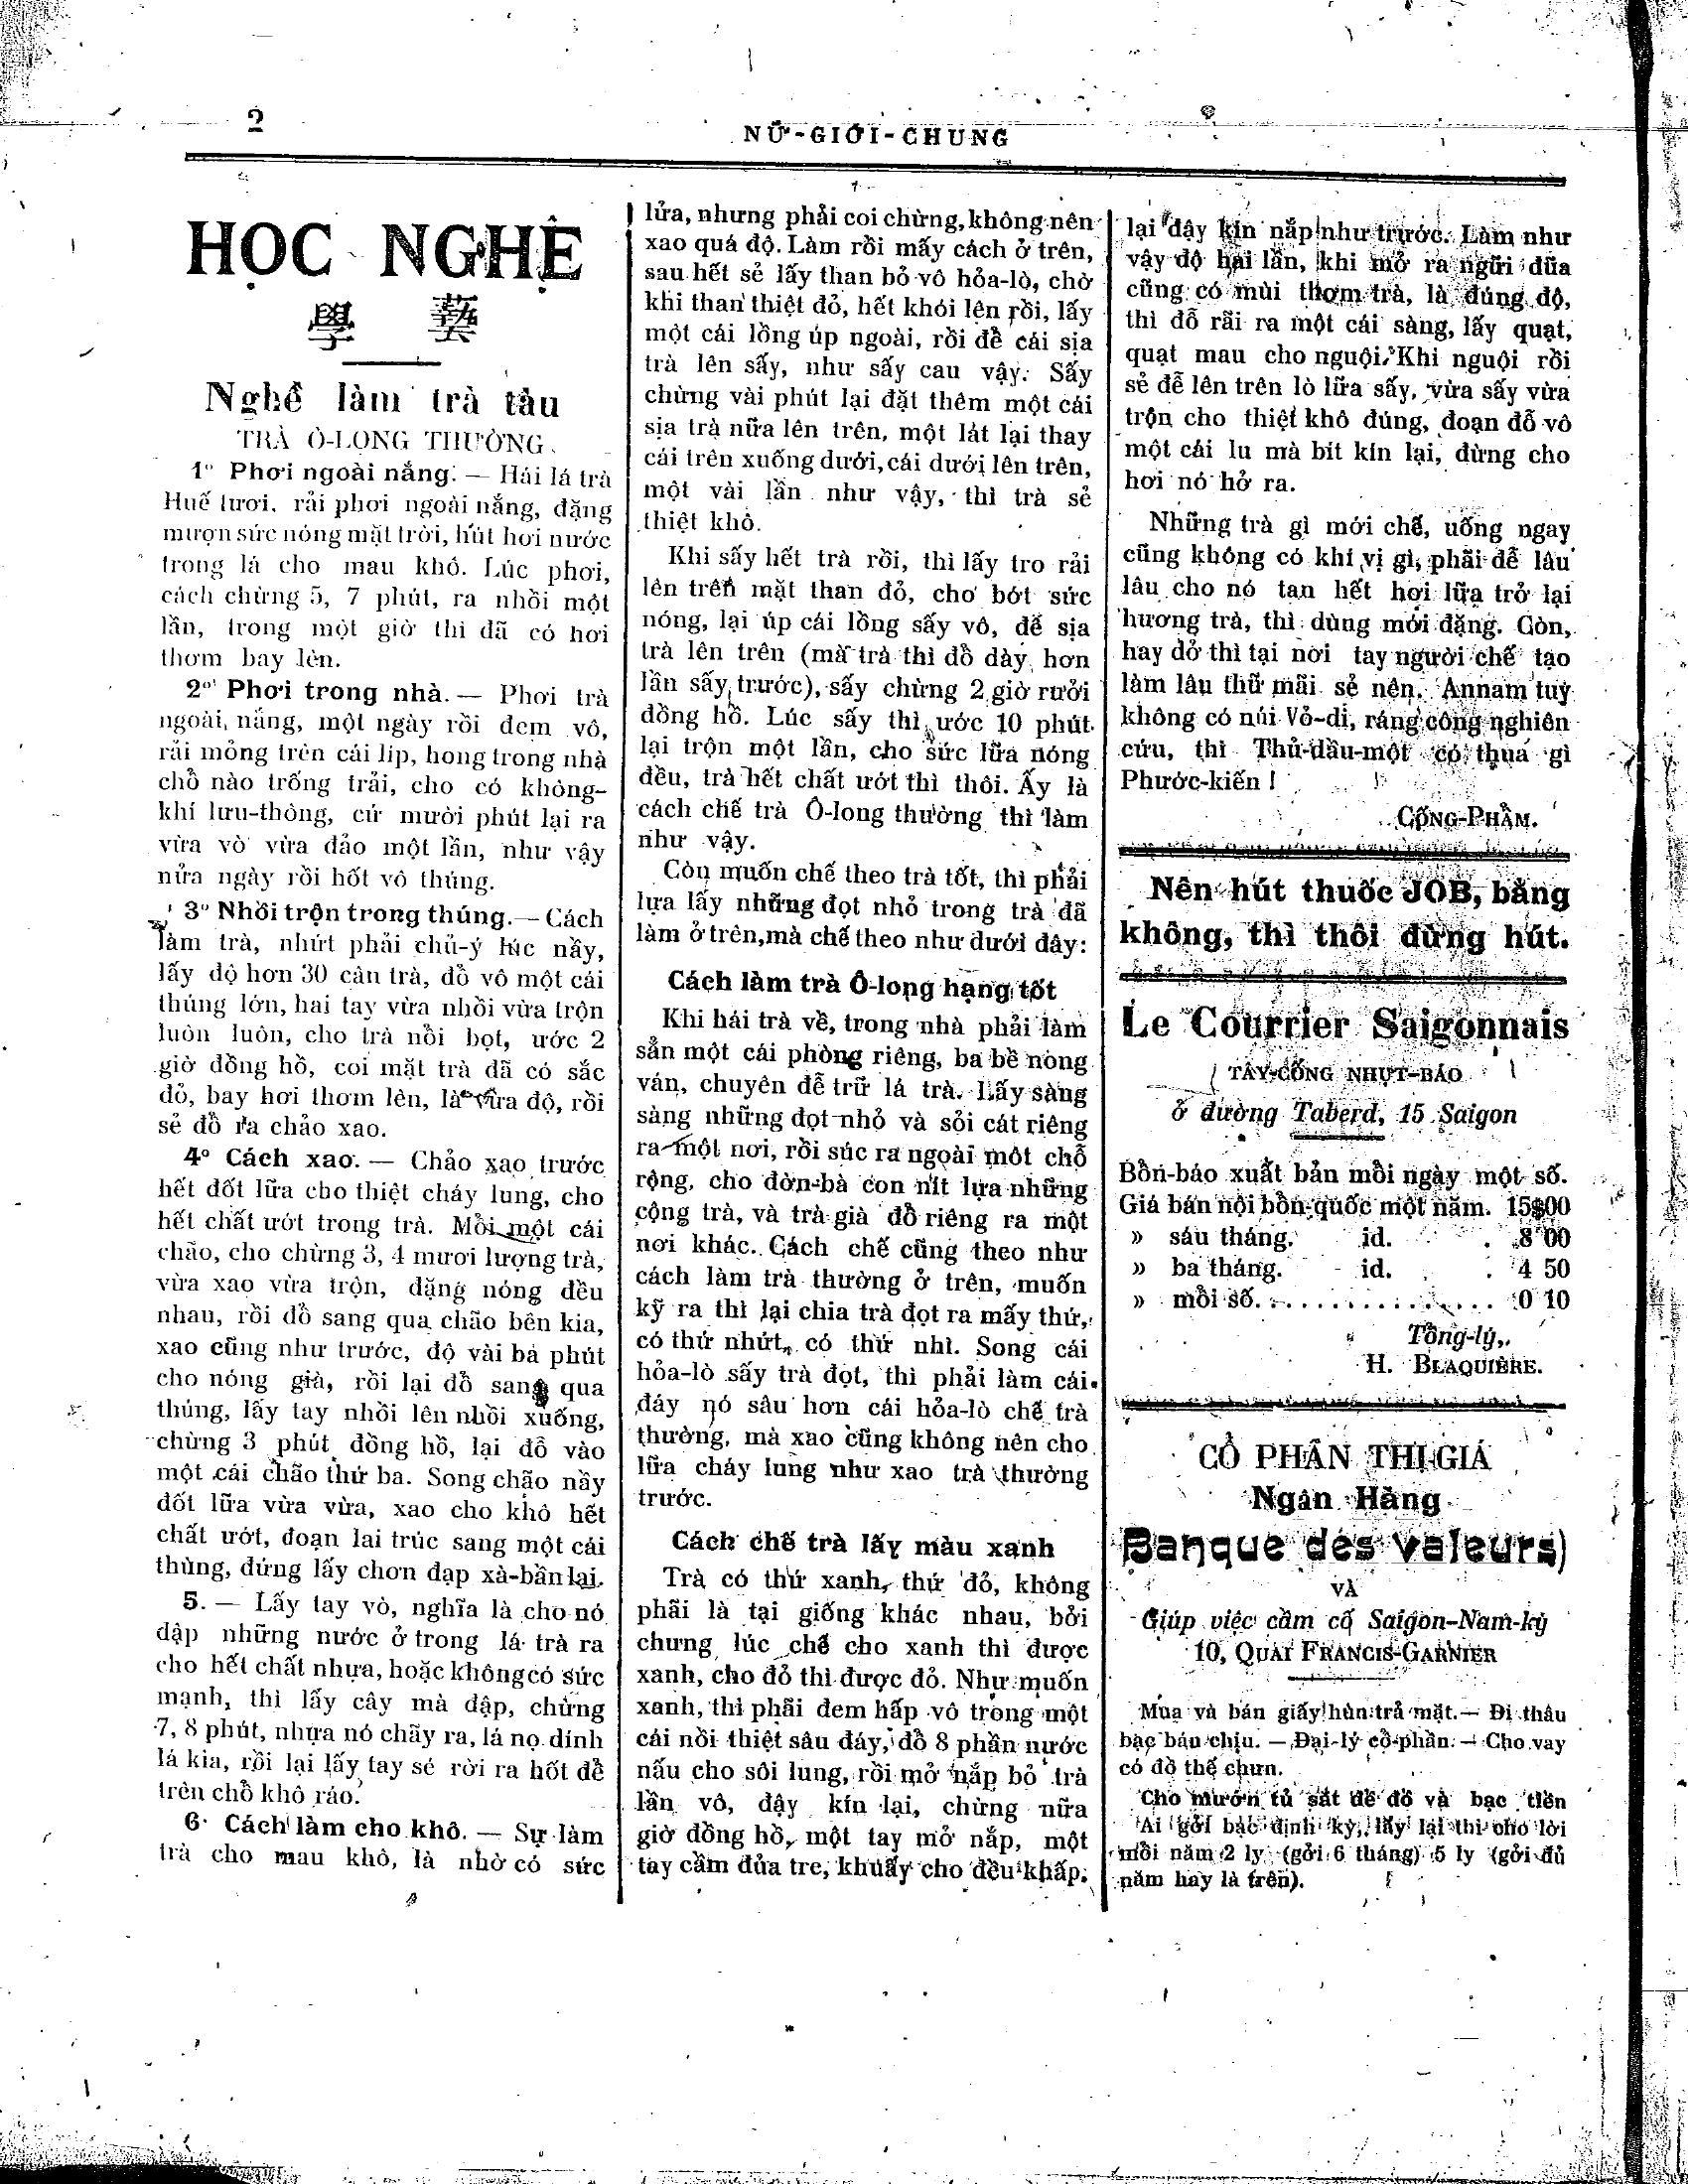 2
NỮ-GIỚI-CHUNG
HỌC NGHỆ
學 藝
Nghề làm trà tàu
TRÀ Ô-LONG THƯỜNG.
1º Phơi ngoài nắng. — Hái lá trà
Huế tươi, rải phơi ngoài nắng, đặng
mượn sức nóng mặt trời, hút hơi nước
trong lá cho mau khô. Lúc phơi,
cách chừng 5, 7 phút, ra nhồi một
lần, trong một giờ thì đã có hơi
thơm bay lên.
2º Phơi trong nhà. — Phơi trà
ngoài nắng, một ngày rồi đem vô,
rải mỏng trên cái líp, hong trong nhà
chỗ nào trống trải, cho có không-
khí lưu-thông, cứ mười phút lại ra
vừa vò vừa đảo một lần, như vậy
nửa ngày rồi hốt vô thúng.
3º Nhồi trộn trong thúng. — Cách
làm trà, nhứt phải chủ-ý lúc nầy,
lấy độ hơn 30 cân trà, đổ vô một cái
thúng lớn, hai tay vừa nhồi vừa trộn
luôn luôn, cho trà nổi bọt, ước 2
giờ đồng hồ, coi mặt trà đã có sắc
đỏ, bay hơi thơm lên, là vừa độ, rồi
sẻ đổ ra chảo xao.
4º Cách xao. — Chảo xao trước
hết đốt lữa cho thiệt cháy lung, cho
hết chất ướt trong trà. Mỗi một cái
chão, cho chừng 3, 4 mươi lượng trà,
vừa xao vừa trộn, đặng nóng đều
nhau, rồi đổ sang qua chão bên kia,
xao cũng như trước, độ vài ba phút
cho nóng già, rồi lại đổ sang qua
thúng, lấy tay nhồi lên nhồi xuống,
chừng 3 phút đồng hồ, lại đỗ vào
một cái chão thứ ba. Song chão nầy
đốt lữa vừa vừa, xao cho khô hết
chất ướt, đoạn lai trúc sang một cái
thùng, đứng lấy chơn đạp xà-bần lại.
5. — Lấy tay vò, nghĩa là cho nó
dập những nước ở trong lá trà ra
cho hết chất nhựa, hoặc không có sức
mạnh, thì lấy cây mà dập, chừng
7, 8 phút, nhựa nó chãy ra, lá nọ dính
lá kia, rồi lại lấy tay sẻ rời ra hốt để
trên chỗ khô ráo.
6· Cách làm cho khô. — Sự làm
trà cho mau khô, là nhờ có sức
lửa, nhưng phải coi chừng, không nên
xao quá độ. Làm rồi mấy cách ở trên,
sau hết sẻ lấy than bỏ vô hỏa-lò, chờ
khi than thiệt đỏ, hết khói lên rồi, lấy
một cái lồng úp ngoài, rồi để cái sịa
trà lên sấy, như sấy cau vậy. Sấy
chừng vài phút lại đặt thêm một cái
sịa trà nữa lên trên, một lát lại thay
cái trên xuống dưới, cái dưới lên trên,
một vài lần như vậy, thì trà sẻ
thiệt khô.
Khi sấy hết trà rồi, thì lấy tro rải
lên trên mặt than đỏ, cho bớt sức
nóng, lại úp cái lồng sấy vô, để sịa
trà lên trên (mà trà thì đồ dày hơn
lần sấy trước), sấy chừng 2 giờ rưởi
đồng hồ. Lúc sấy thì ước 10 phút
lại trộn một lần, cho sức lữa nóng
đều, trà hết chất ướt thì thôi. Ấy là
cách chế trà Ô-long thường thì làm
như vậy.
Còn muốn chế theo trà tốt, thì phải
lựa lấy những đọt nhỏ trong trà đã
làm ở trên, mà chế theo như dưới đây:
Cách làm trà Ô-long hạng tốt
Khi hái trà về, trong nhà phải làm
sẳn một cái phòng riêng, ba bề nong
ván, chuyên để trữ lá trà. Lấy sàng
sàng những đọt nhỏ và sỏi cát riêng
ra một nơi, rồi súc ra ngoài một chỗ
rộng, cho đờn-bà con nít lựa những
cộng trà, và trà già đồ riêng ra một
nơi khác. Cách chế cũng theo như
cách làm trà thường ở trên, muốn
kỹ ra thì lại chia trà đọt ra mấy thứ,
có thứ nhứt, có thứ nhì. Song cái
hỏa-lò sấy trà đọt, thì phải làm cái
đáy nó sâu hơn cái hỏa-lò chế trà
thường, mà xao cũng không nên cho
lữa cháy lung như xao trà thường
trước.
Cách chế trà lấy màu xanh
Trà có thứ xanh, thứ đỏ, không
phãi là tại giống khác nhau, bởi
chưng lúc chế cho xanh thì được
xanh, cho đỏ thì được đỏ. Như muốn
xanh, thì phãi đem hấp vô trong một
cái nồi thiệt sâu đáy, đồ 8 phần nước
nấu cho sôi lung, rồi mở nắp bỏ trà
lần vô, đậy kín lại, chừng nữa
giờ đồng hồ, một tay mở nắp, một
tay cầm đủa tre, khuấy cho đều khắp,
lại đậy kín nắp như trước. Làm như
vậy độ hai lần, khi mở ra ngữi đũa
cũng có mùi thơm trà, là đúng độ,
thì đỗ rãi ra một cái sàng, lấy quạt,
quạt mau cho nguội. Khi nguội rồi
sẻ để lên trên lò lữa sấy, vừa sấy vừa
trộn cho thiệt khô đúng, đoạn đỗ vô
một cái lu mà bít kín lại, đừng cho
hơi nó hở ra.
Những trà gì mới chế, uống ngay
cũng không có khí vị gì, phãi để lâu
lâu cho nó tan hết hơi lữa trở lại
hương trà, thì dùng mới đặng. Còn,
hay dở thì tại nơi tay người chế tạo
làm lâu thữ mãi sẻ nên. Annam tuy
không có núi Vỏ-di, ráng công nghiên
cứu, thì Thủ-dầu-một có thua gì
Phước-kiến !
CÔNG-PHẨM.
Nên hút thuốc JOB, bằng
không, thì thôi đừng hút.
Le Courrier Saigonnais
TÂY-CỐNG NHỰT-BÁO
ở đường Taberd, 15 Saigon
Bổn-báo xuất bản mỗi ngày một số.
Giá bán nội bổn-quốc một năm. 15$00
» sáu tháng. id. . 8 00
» ba tháng. id. . 4 50
» mỗi số. . . . . . . . . . . . . . . 0 10
Tổng-lý,
H. BLAQUIÈRE.
CỔ PHẦN THỊ GIÁ
Ngân Hàng
Banque des Valeurs)
VÀ
Giúp việc cầm cố Saigon-Nam-kỳ
10, QUAI FRANCIS-GARNIER
Mua và bán giấy hùn trả mặt. — Đi thâu
bạc bán chịu. — Đại-lý cổ-phần. — Cho vay
có đồ thế chưn.
Cho mướn tủ sắt để đồ và bạc tiền
Ai gởi bạc định kỳ, lấy lại thì cho lời
mỗi năm 2 ly (gởi 6 tháng) 5 ly (gởi đủ
năm hay là trên).